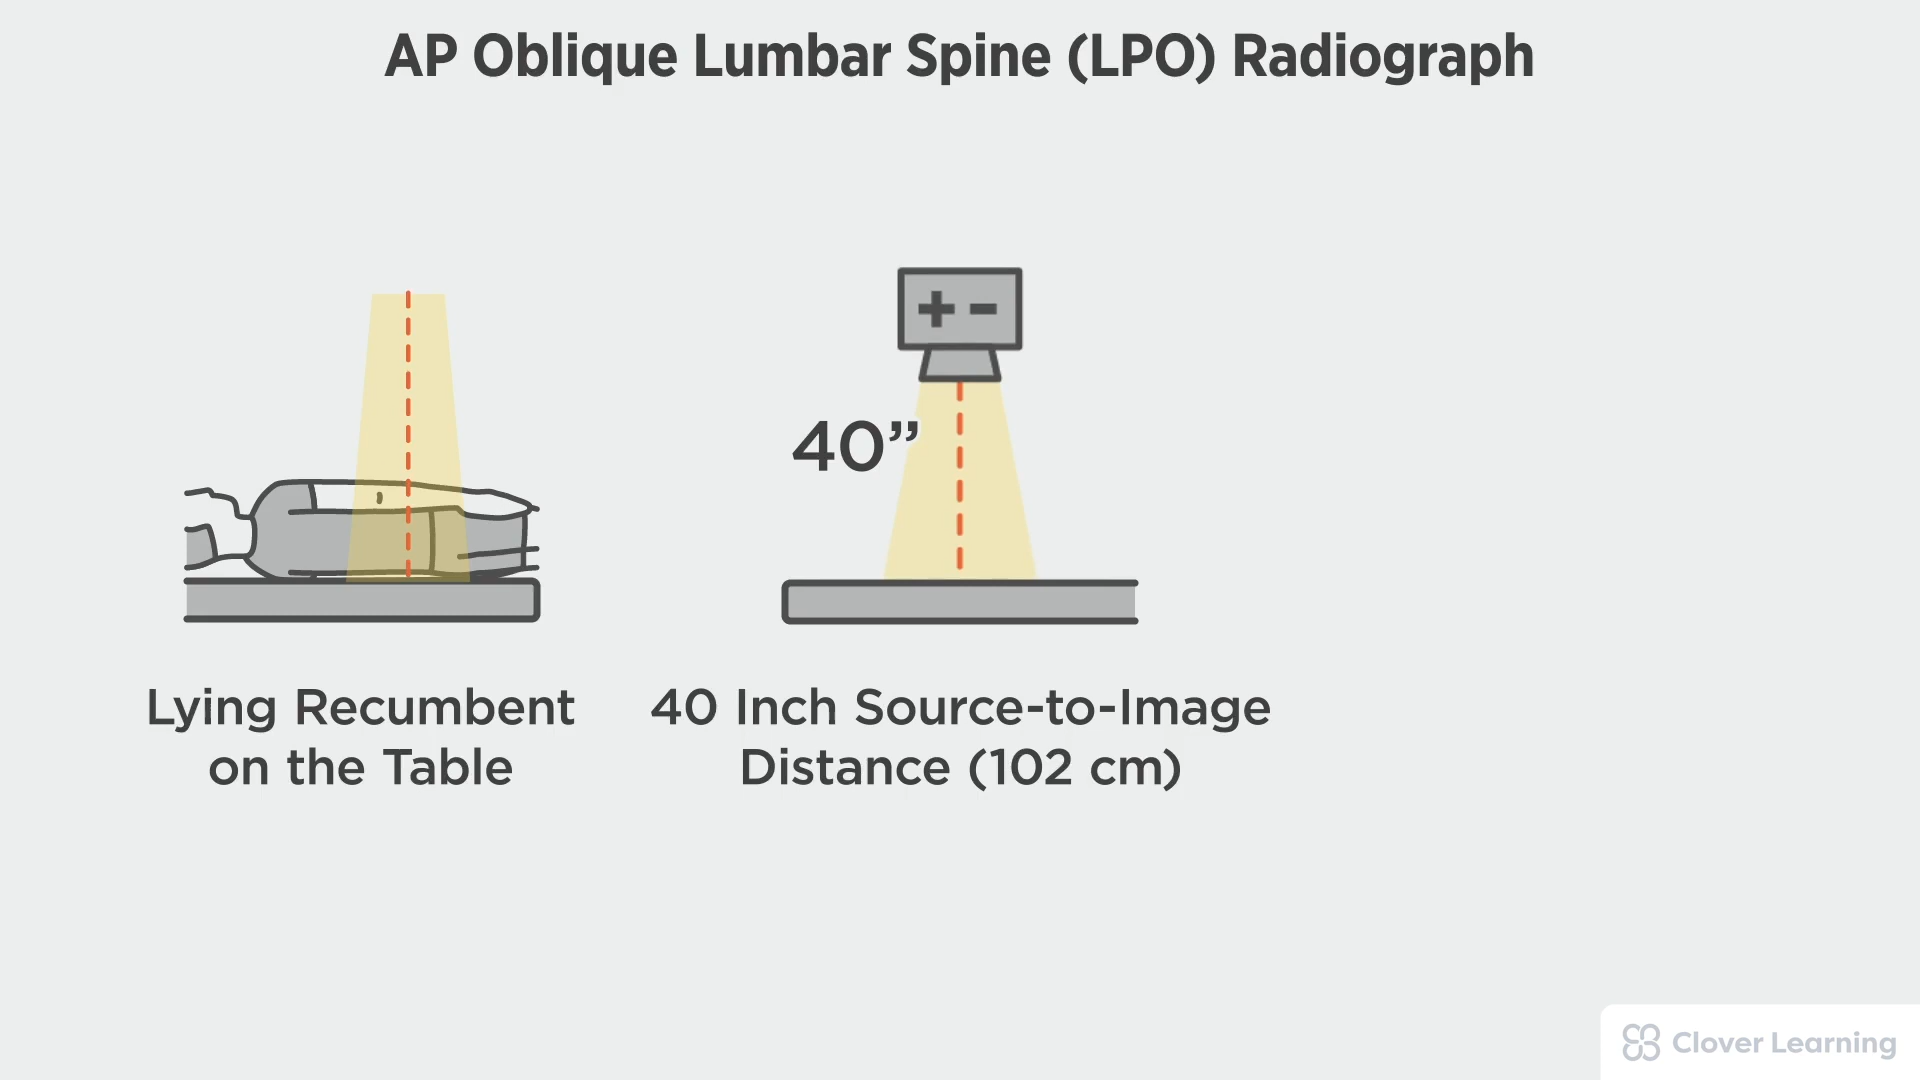 AP Oblique Lumbar Spine (LPO) Radiograph
+ -
40”
Lying Recumbent
on the Table
40 Inch Source-to-Image
Distance (102 cm)
Clover Learning